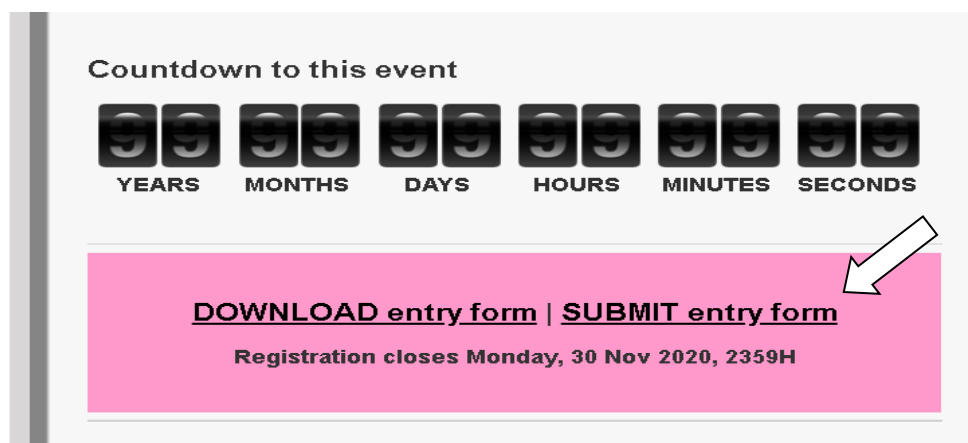 Countdown to this event
99 99 99 99 99 99
YEARS MONTHS DAYS HOURS MINUTES SECONDS
DOWNLOAD entry form | SUBMIT entry form
Registration closes Monday, 30 Nov 2020, 2359H